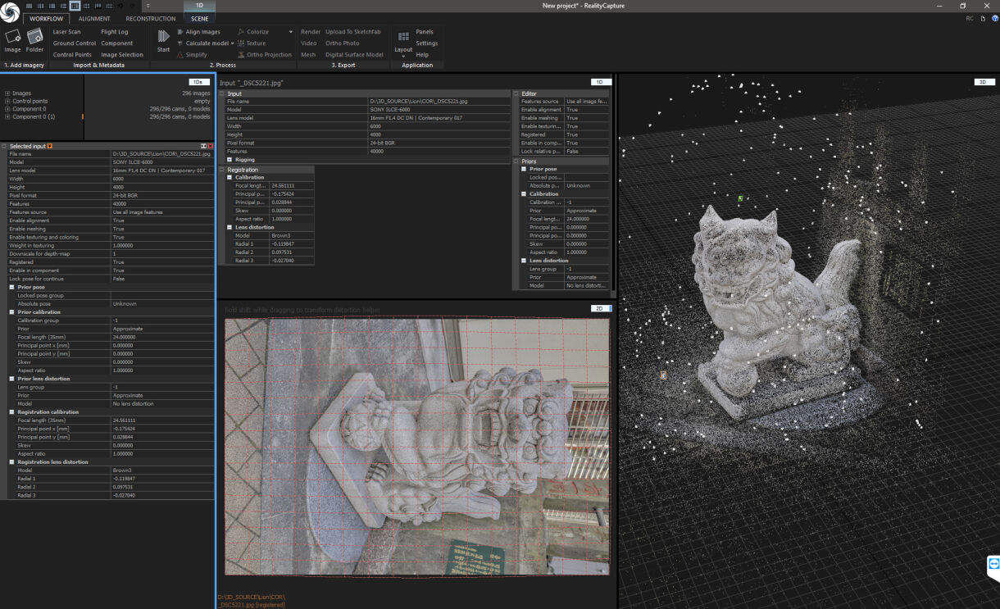 1D
New project* - RealityCapture
WORKFLOW ALIGNMENT RECONSTRUCTION SCENE
RC
Image Folder
1. Add imagery
Laser Scan Flight Log
Ground Control Component
Control Points Image Selection
Import & Metadata
Start
Align Images
Calculate model
Simplify
Colorize
Texture
Ortho Projection
2. Process
Render Upload To Sketchfab
Video Ortho Photo
Mesh Digital Surface Model
3. Export
Layout
Panels
Settings
Help
Application
1Ds
Images 296 images
Control points empty
Component 0 296/296 cams, 0 models
Component 0 (1) 296/296 cams, 0 models
Selected input
File name D:\3D_SOURCE\Lion\COR\_DSC5221.jpg
Model SONY ILCE-6000
Lens model 16mm F1.4 DC DN | Contemporary 017
Width 6000
Height 4000
Pixel format 24-bit BGR
Features 40000
Features source Use all image features
Enable alignment True
Enable meshing True
Enable texturing and coloring True
Weight in texturing 1.000000
Downscale for depth-map 1
Registered True
Enable in component True
Lock pose for continue False
Prior pose
Locked pose group
Absolute pose Unknown
Prior calibration
Calibration group -1
Prior Approximate
Focal length (35mm) 24.000000
Principal point x [mm] 0.000000
Principal point y [mm] 0.000000
Skew 0.000000
Aspect ratio 1.000000
Prior lens distortion
Lens group -1
Prior Approximate
Model No lens distortion
Registration calibration
Focal length (35mm) 24.561111
Principal point x [mm] -0.175424
Principal point y [mm] 0.028844
Skew 0.000000
Aspect ratio 1.000000
Registration lens distortion
Model Brown3
Radial 1 -0.119847
Radial 2 0.097531
Radial 3 -0.027040
Input "_DSC5221.jpg" 1D
Input
File name D:\3D_SOURCE\Lion\COR\_DSC5221.jpg
Model SONY ILCE-6000
Lens model 16mm F1.4 DC DN | Contemporary 017
Width 6000
Height 4000
Pixel format 24-bit BGR
Features 40000
Rigging
Registration
Calibration
Focal lengt... 24.561111
Principal p... -0.175424
Principal p... 0.028844
Skew 0.000000
Aspect ratio 1.000000
Lens distortion
Model Brown3
Radial 1 -0.119847
Radial 2 0.097531
Radial 3 -0.027040
Editor
Features source Use all image fe...
Enable alignment True
Enable meshing True
Enable texturin... True
Registered True
Enable in comp... True
Lock relative p... False
Priors
Prior pose
Locked pos...
Absolute p... Unknown
Calibration
Calibration ... -1
Prior Approximate
Focal lengt... 24.000000
Principal po... 0.000000
Principal po... 0.000000
Skew 0.000000
Aspect ratio 1.000000
Lens distortion
Lens group -1
Prior Approximate
Model No lens distorti...
hold shift while dragging to transform distortion helper
2D
D:\3D_SOURCE\Lion\COR\
_DSC5221.jpg [registered]
3D